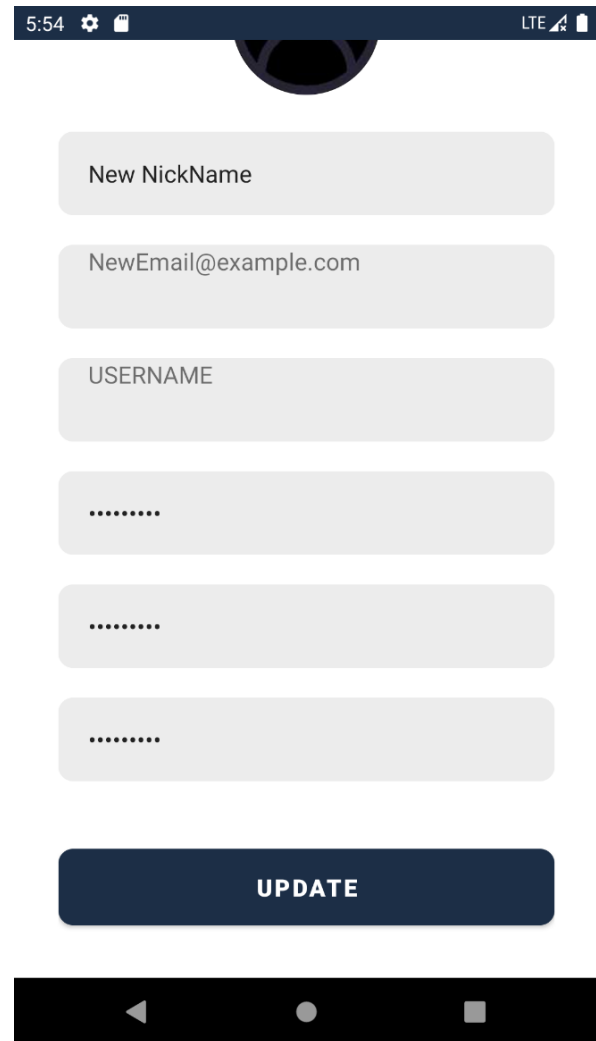 5:54
LTE
New NickName
NewEmail@example.com
USERNAME
•••••••••
•••••••••
•••••••••
UPDATE